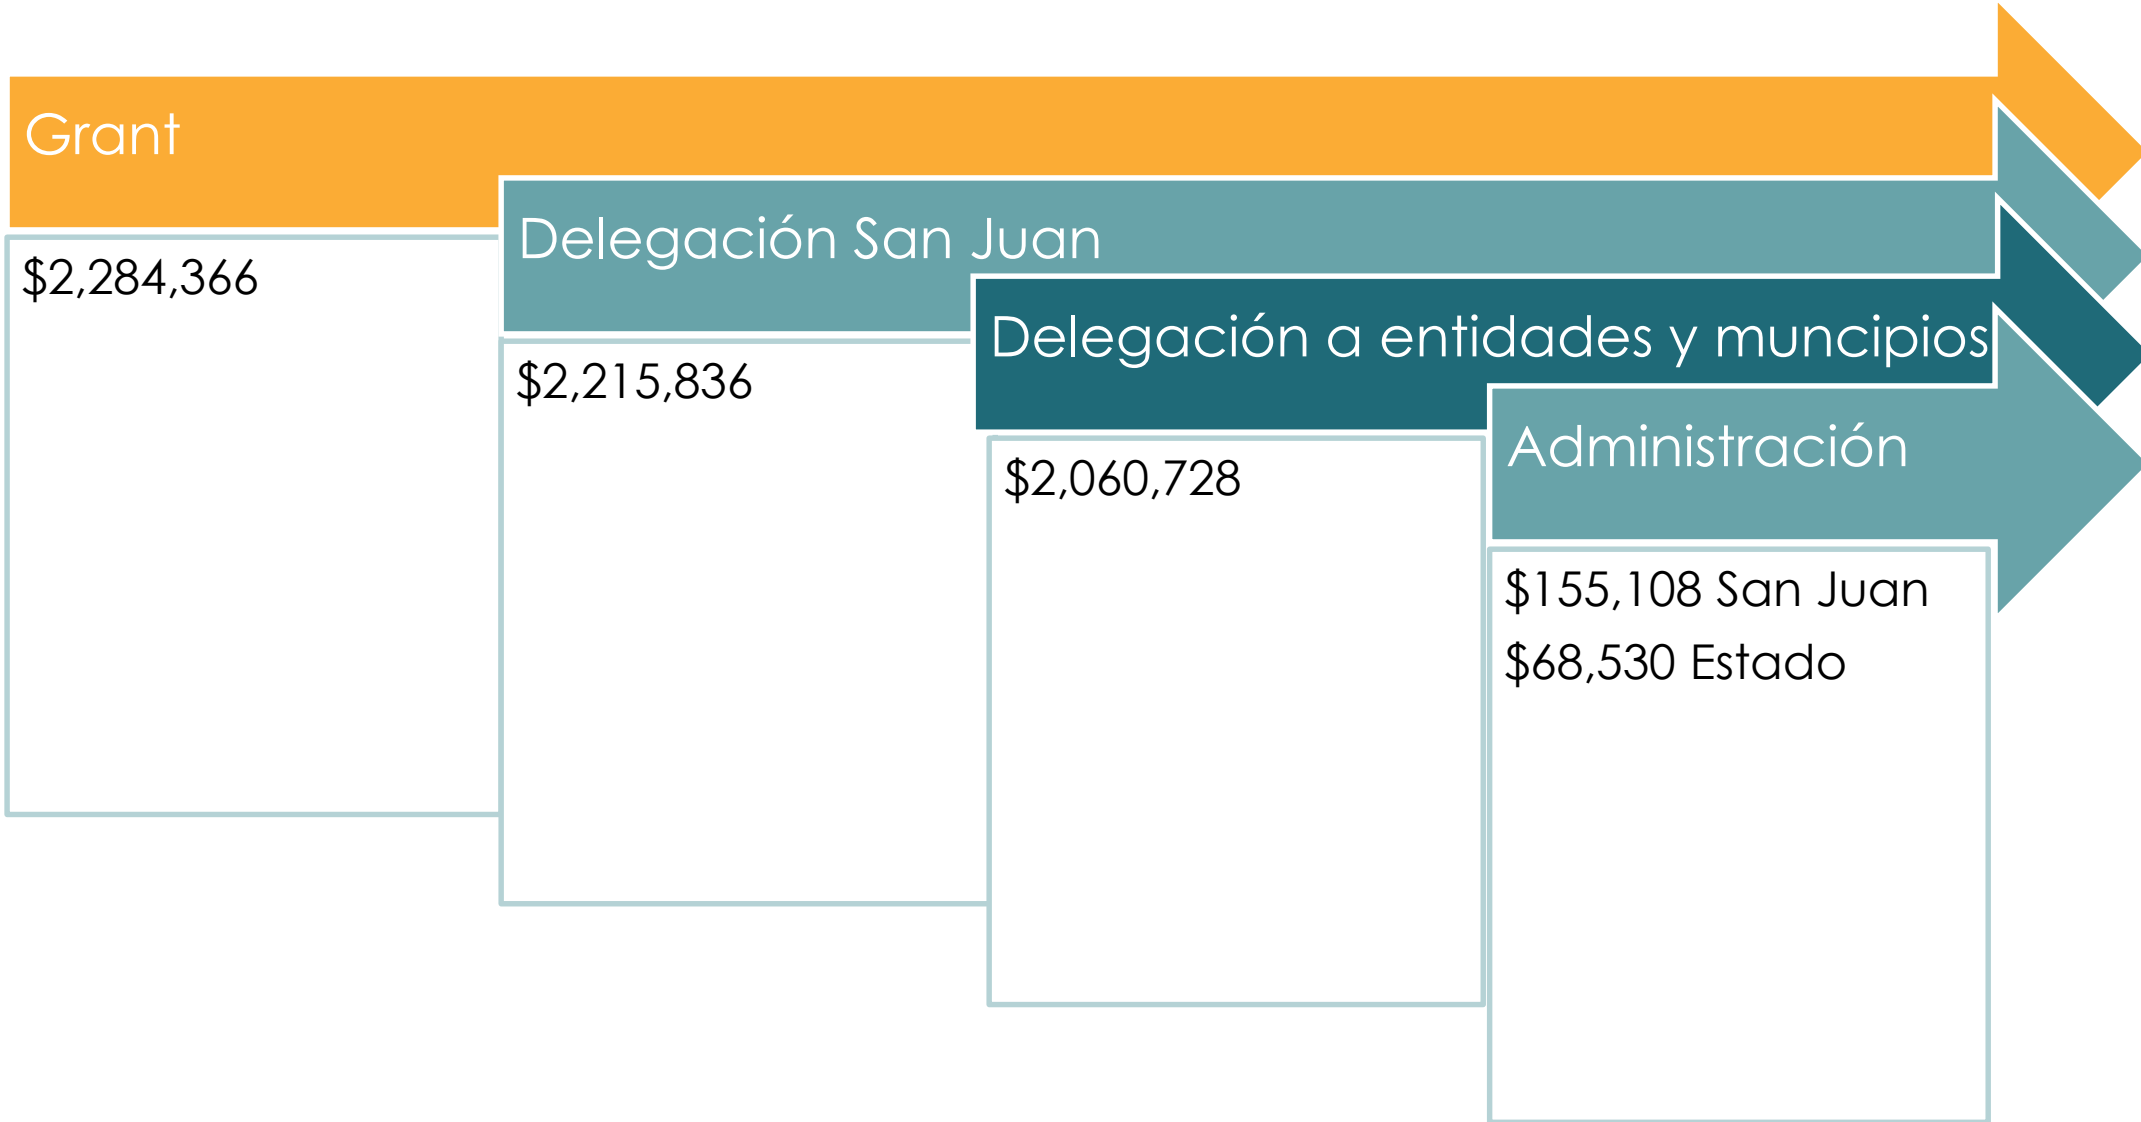 Grant
$2,284,366
Delegación San Juan
$2,215,836
Delegación a entidades y muncipios
$2,060,728
Administración
$155,108 San Juan
$68,530 Estado